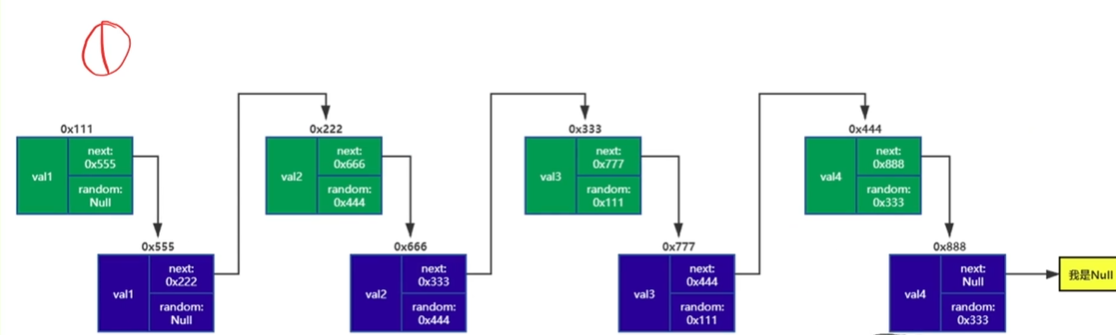 0x111
val1
next:
0x555
random:
Null
0x222
val2
next:
0x666
random:
0x444
0x333
val3
next:
0x777
random:
0x111
0x444
val4
next:
0x888
random:
0x333
0x555
val1
next:
0x222
random:
Null
0x666
val2
next:
0x333
random:
0x444
0x777
val3
next:
0x444
random:
0x111
0x888
val4
next:
Null
random:
0x333
我是Null